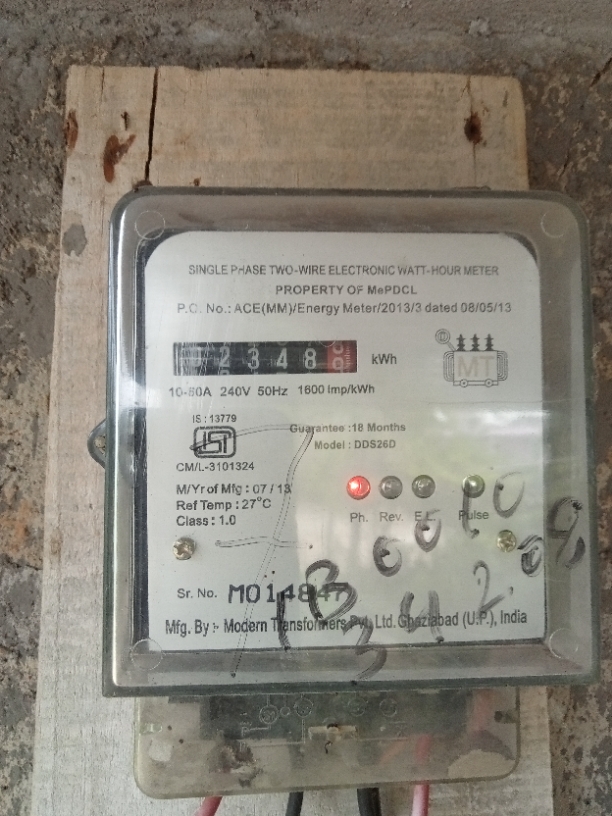 SINGLE PHASE TWO-WIRE ELECTRONIC WATT-HOUR METER
PROPERTY OF MePDCL
P.O. No.: ACE(MM)/Energy Meter/2013/3 dated 08/05/13
2348 kWh
MT
10-60A 240V 50Hz 1600 Imp/kWh
IS : 13779
ISI
CM/L-3101324
Guarantee :18 Months
Model : DDS26D
M/Yr of Mfg : 07 / 13
Ref Temp : 27°C
Class : 1.0
Ph. Rev. E.L. Pulse
Sr. No. M014847
Mfg. By :- Modern Transformers Pvt. Ltd. Ghaziabad (U.P.), India